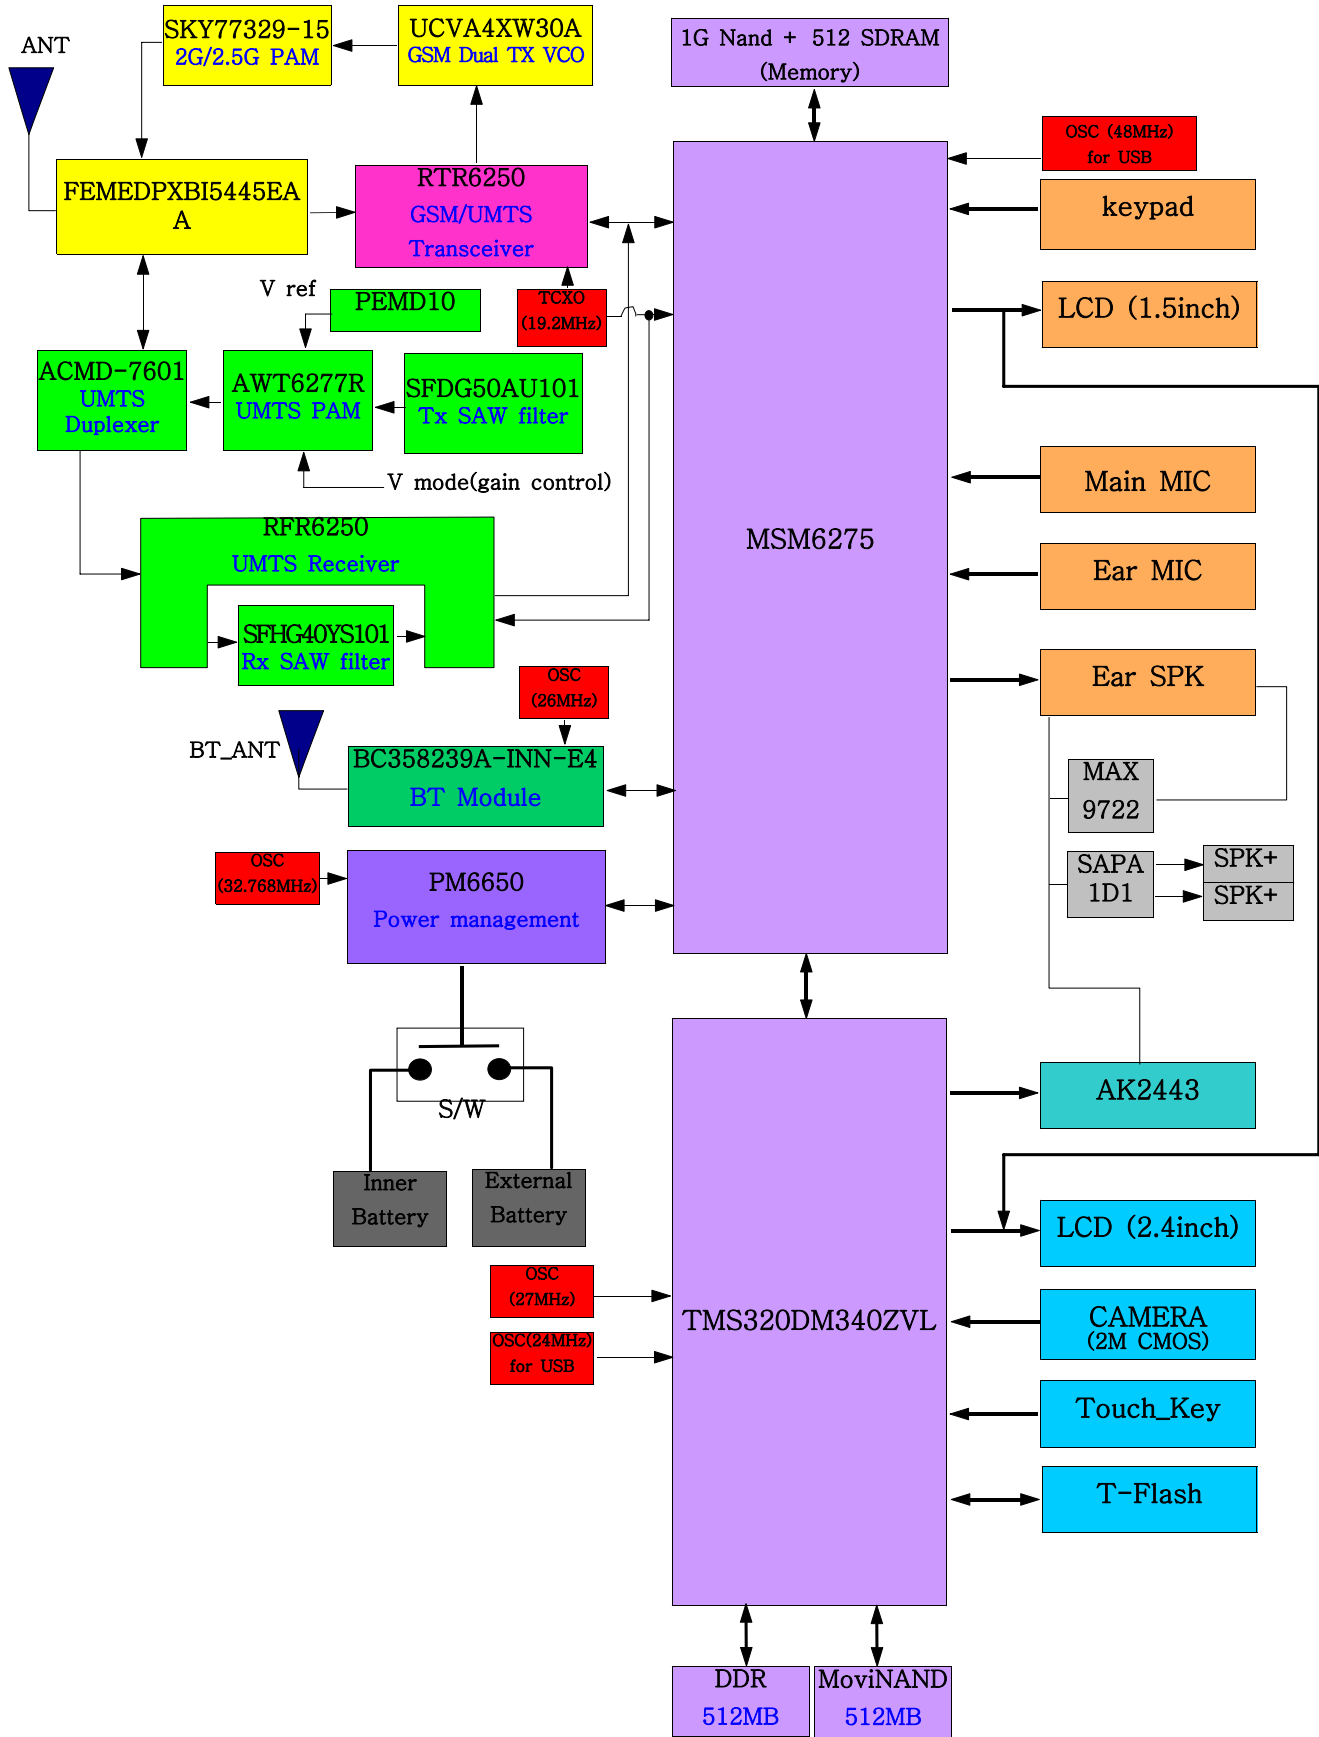 ANT
SKY77329-15
2G/2.5G PAM
UCVA4XW30A
GSM Dual TX VCO
1G Nand + 512 SDRAM
(Memory)
OSC (48MHz)
for USB
FEMEDPXBI5445EA
A
RTR6250
GSM/UMTS
Transceiver
keypad
V ref
PEMD10
TCXO
(19.2MHz)
LCD (1.5inch)
ACMD-7601
UMTS
Duplexer
AWT6277R
UMTS PAM
SFDG50AU101
Tx SAW filter
V mode(gain control)
Main MIC
MSM6275
RFR6250
UMTS Receiver
Ear MIC
SFHG40YS101
Rx SAW filter
OSC
(26MHz)
Ear SPK
BT_ANT
BC358239A-INN-E4
BT Module
MAX
9722
OSC
(32.768MHz)
PM6650
Power management
SAPA
1D1
SPK+
SPK+
S/W
AK2443
Inner
Battery
External
Battery
LCD (2.4inch)
OSC
(27MHz)
OSC(24MHz)
for USB
TMS320DM340ZVL
CAMERA
(2M CMOS)
Touch_Key
T-Flash
DDR
512MB
MoviNAND
512MB